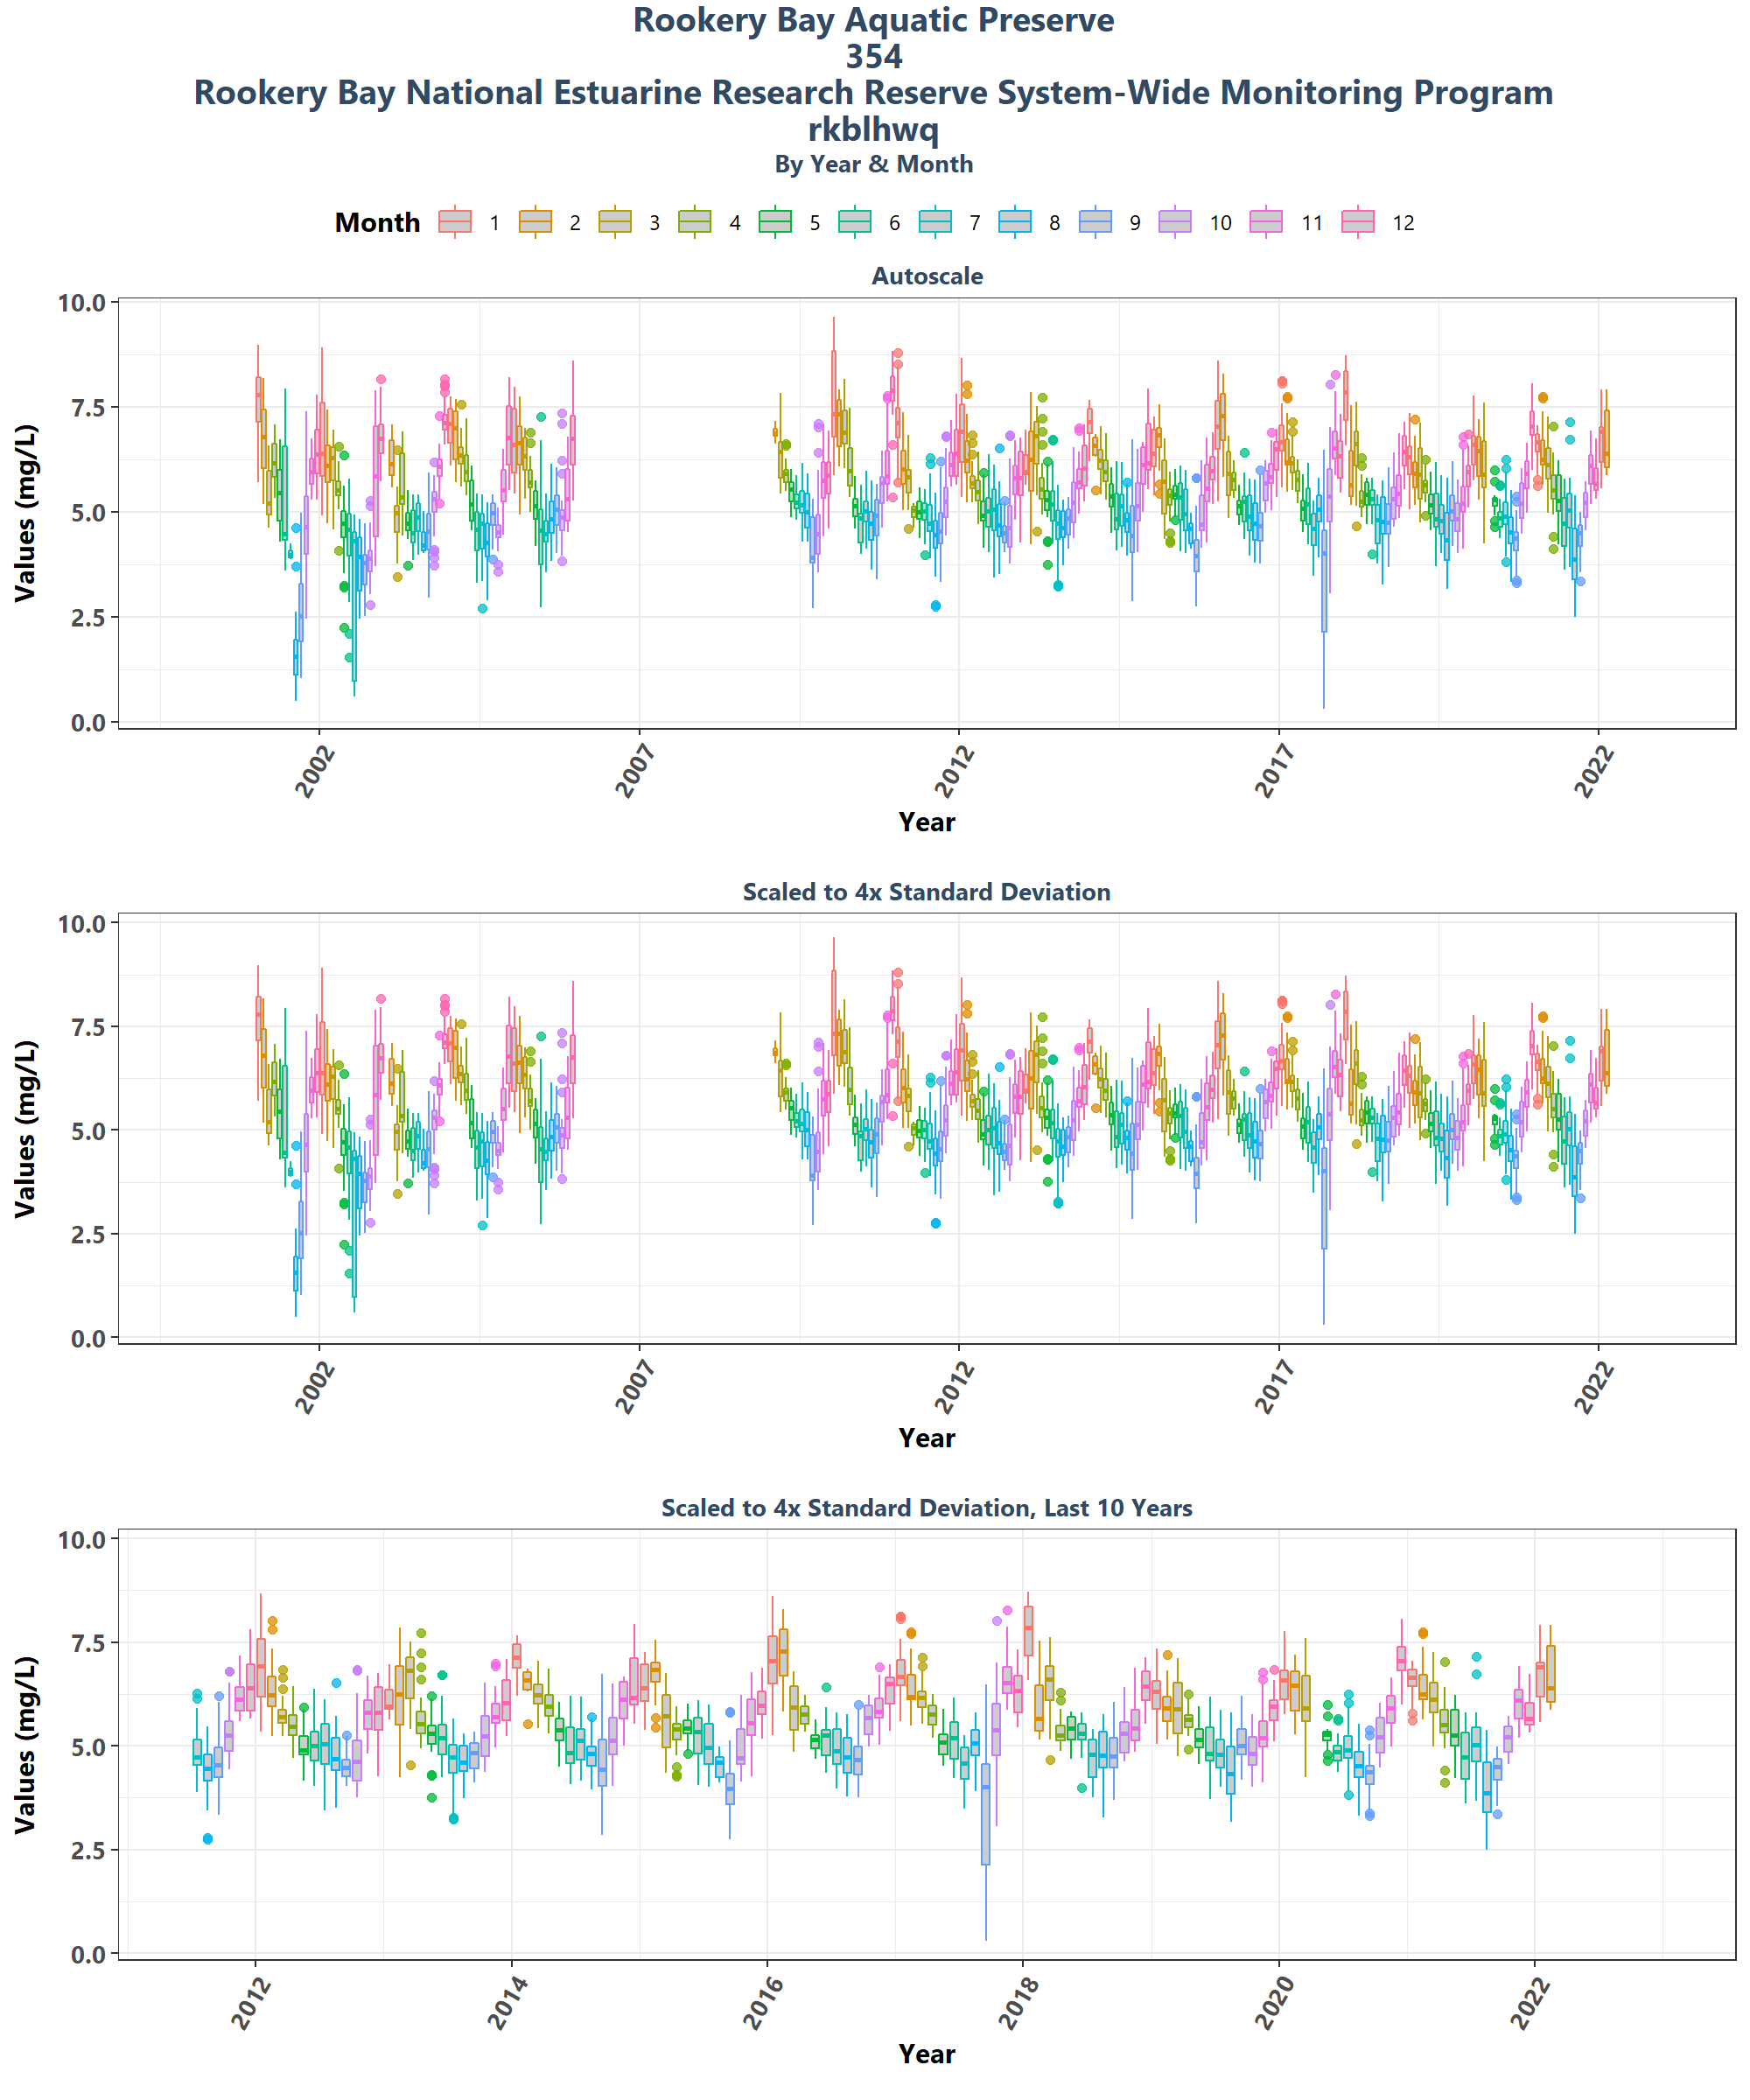 Rookery Bay Aquatic Preserve
354
Rookery Bay National Estuarine Research Reserve System-Wide Monitoring Program
rkblhwq
By Year & Month
Month 1 2 3 4 5 6 7 8 9 10 11 12
Autoscale
10.0
7.5
5.0
2.5
0.0
Values (mg/L)
2002 2007 2012 2017 2022
Year
Scaled to 4x Standard Deviation
10.0
7.5
5.0
2.5
0.0
Values (mg/L)
2002 2007 2012 2017 2022
Year
Scaled to 4x Standard Deviation, Last 10 Years
10.0
7.5
5.0
2.5
0.0
Values (mg/L)
2012 2014 2016 2018 2020 2022
Year